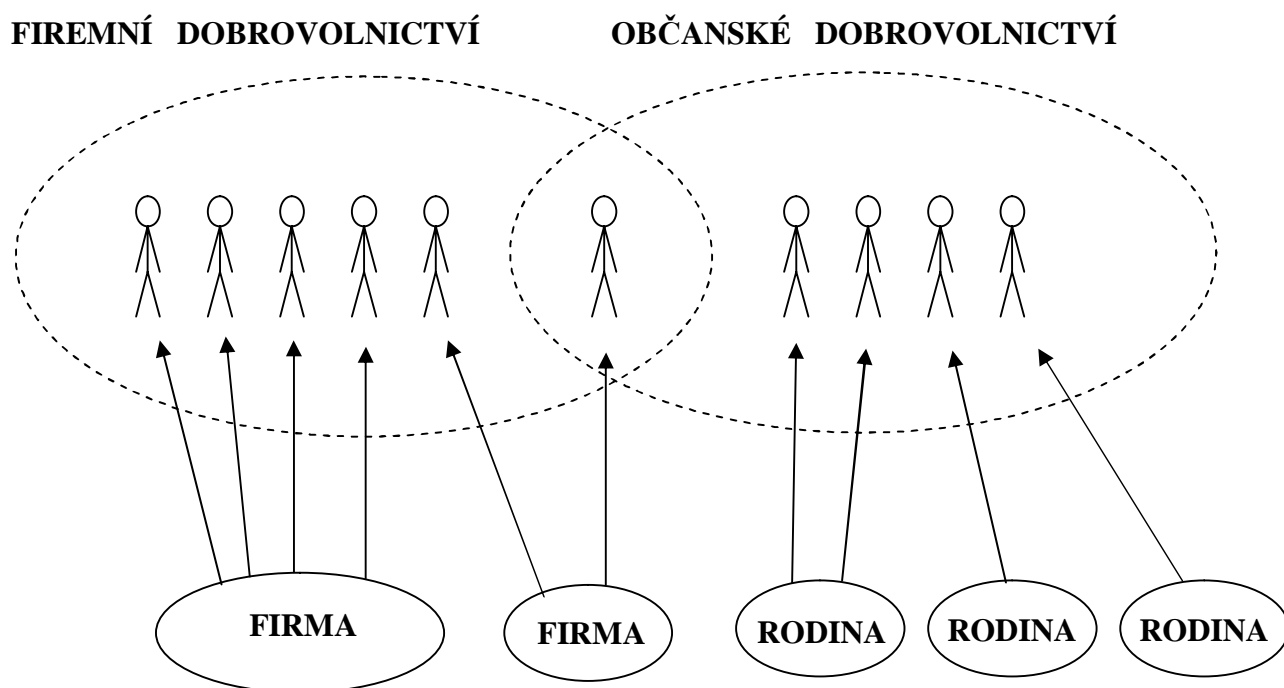 FIREMNÍ DOBROVOLNICTVÍ
OBČANSKÉ DOBROVOLNICTVÍ
FIRMA
FIRMA
RODINA
RODINA
RODINA